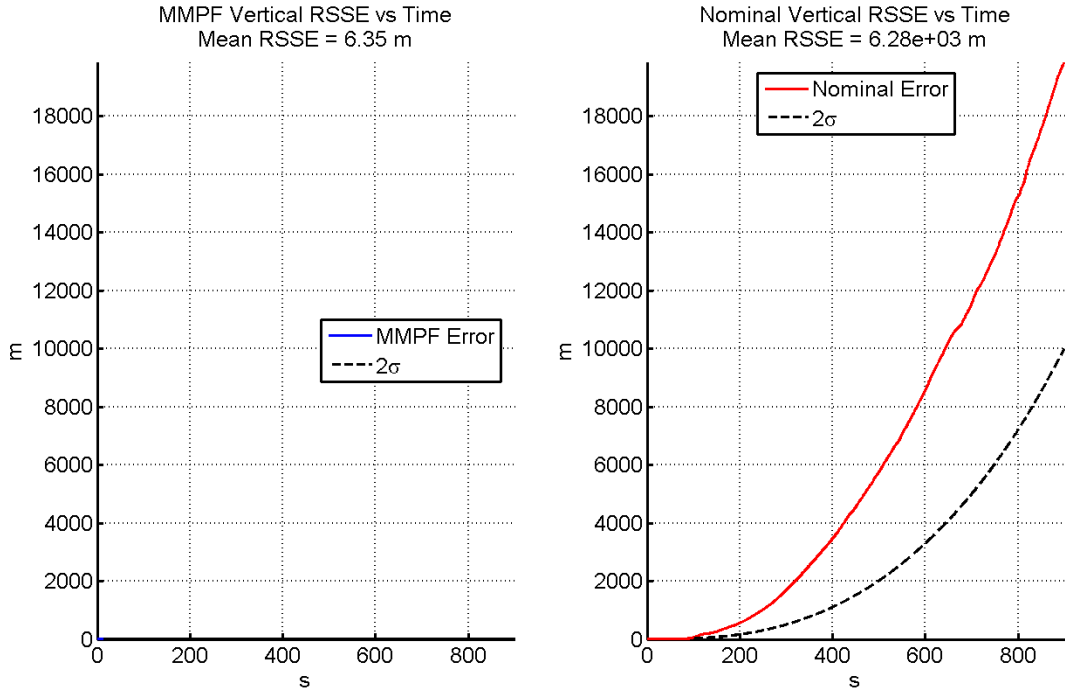 MMPF Vertical RSSE vs Time
Mean RSSE = 6.35 m
18000
16000
14000
12000
10000
8000
6000
4000
2000
0
m
MMPF Error
2σ
0
200
400
600
800
s
Nominal Vertical RSSE vs Time
Mean RSSE = 6.28e+03 m
18000
16000
14000
12000
10000
8000
6000
4000
2000
0
m
Nominal Error
2σ
0
200
400
600
800
s